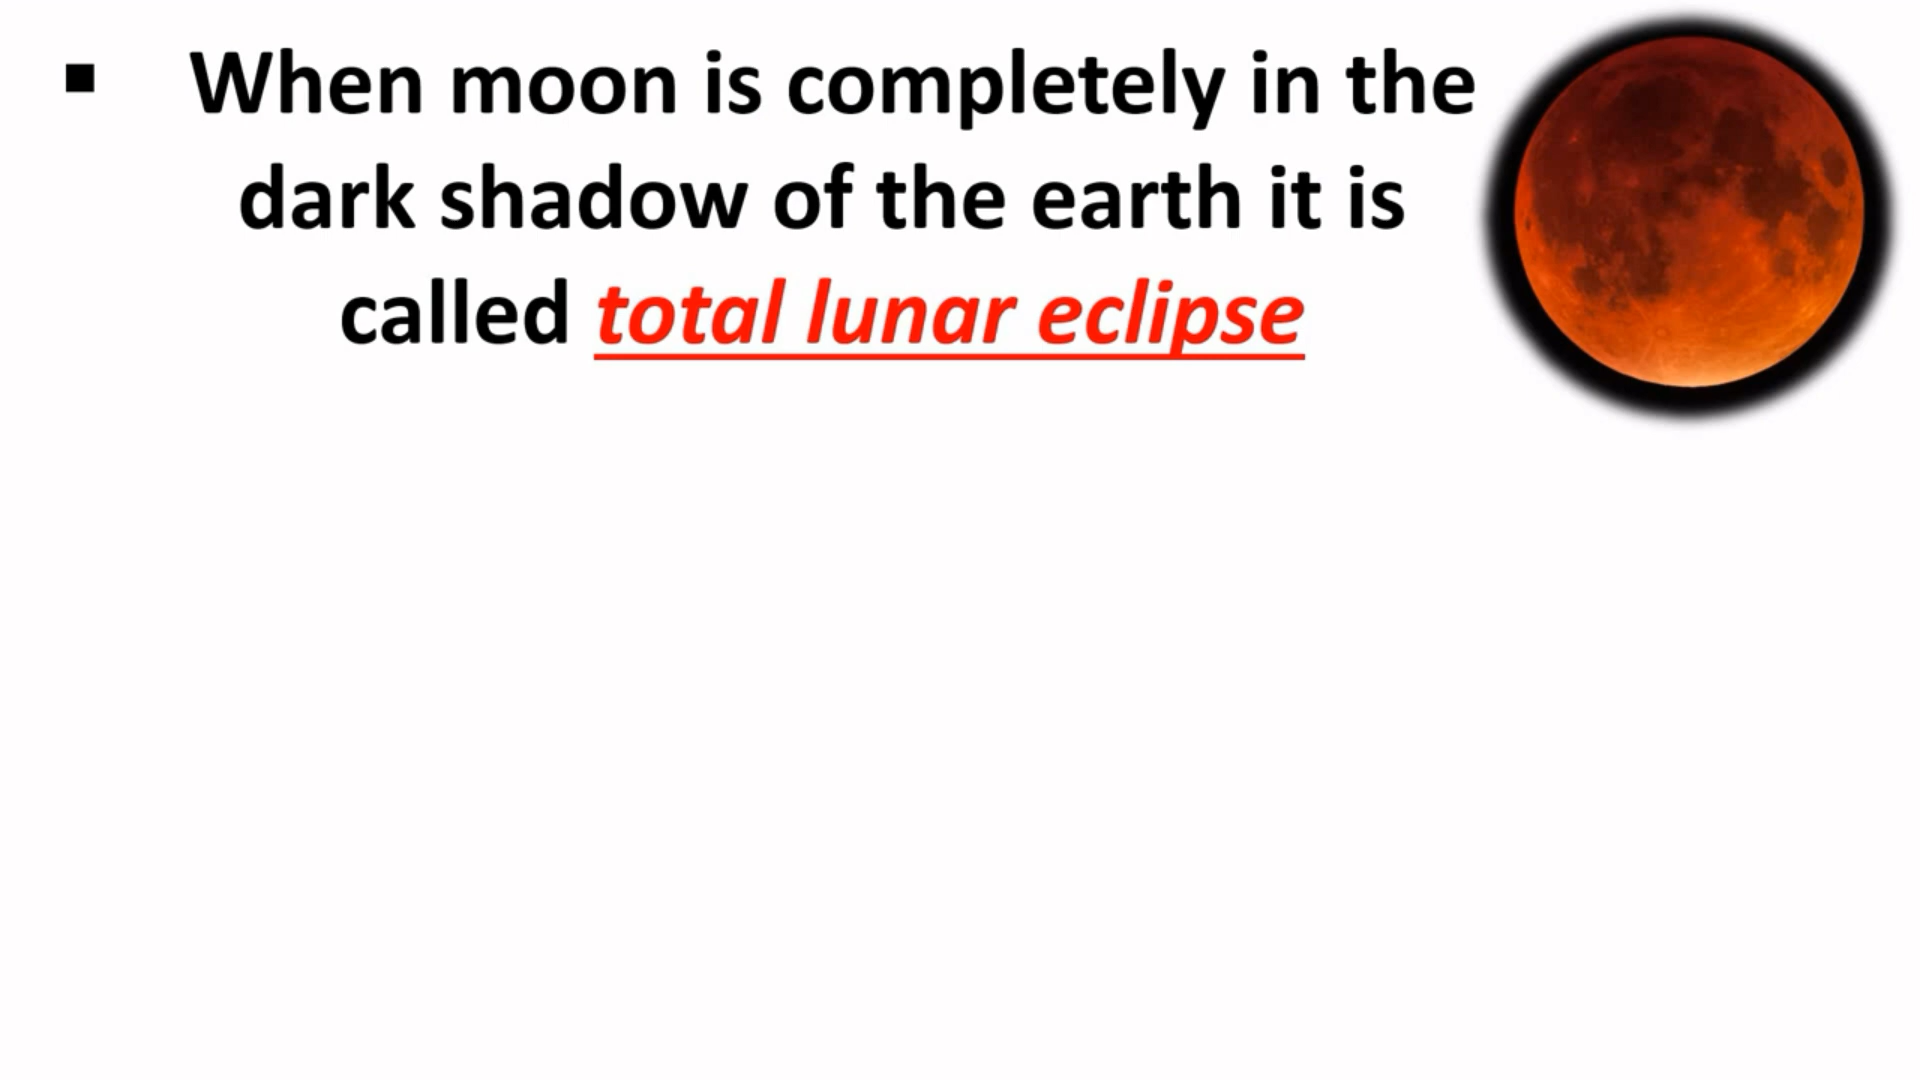 ▪ When moon is completely in the
dark shadow of the earth it is
called total lunar eclipse